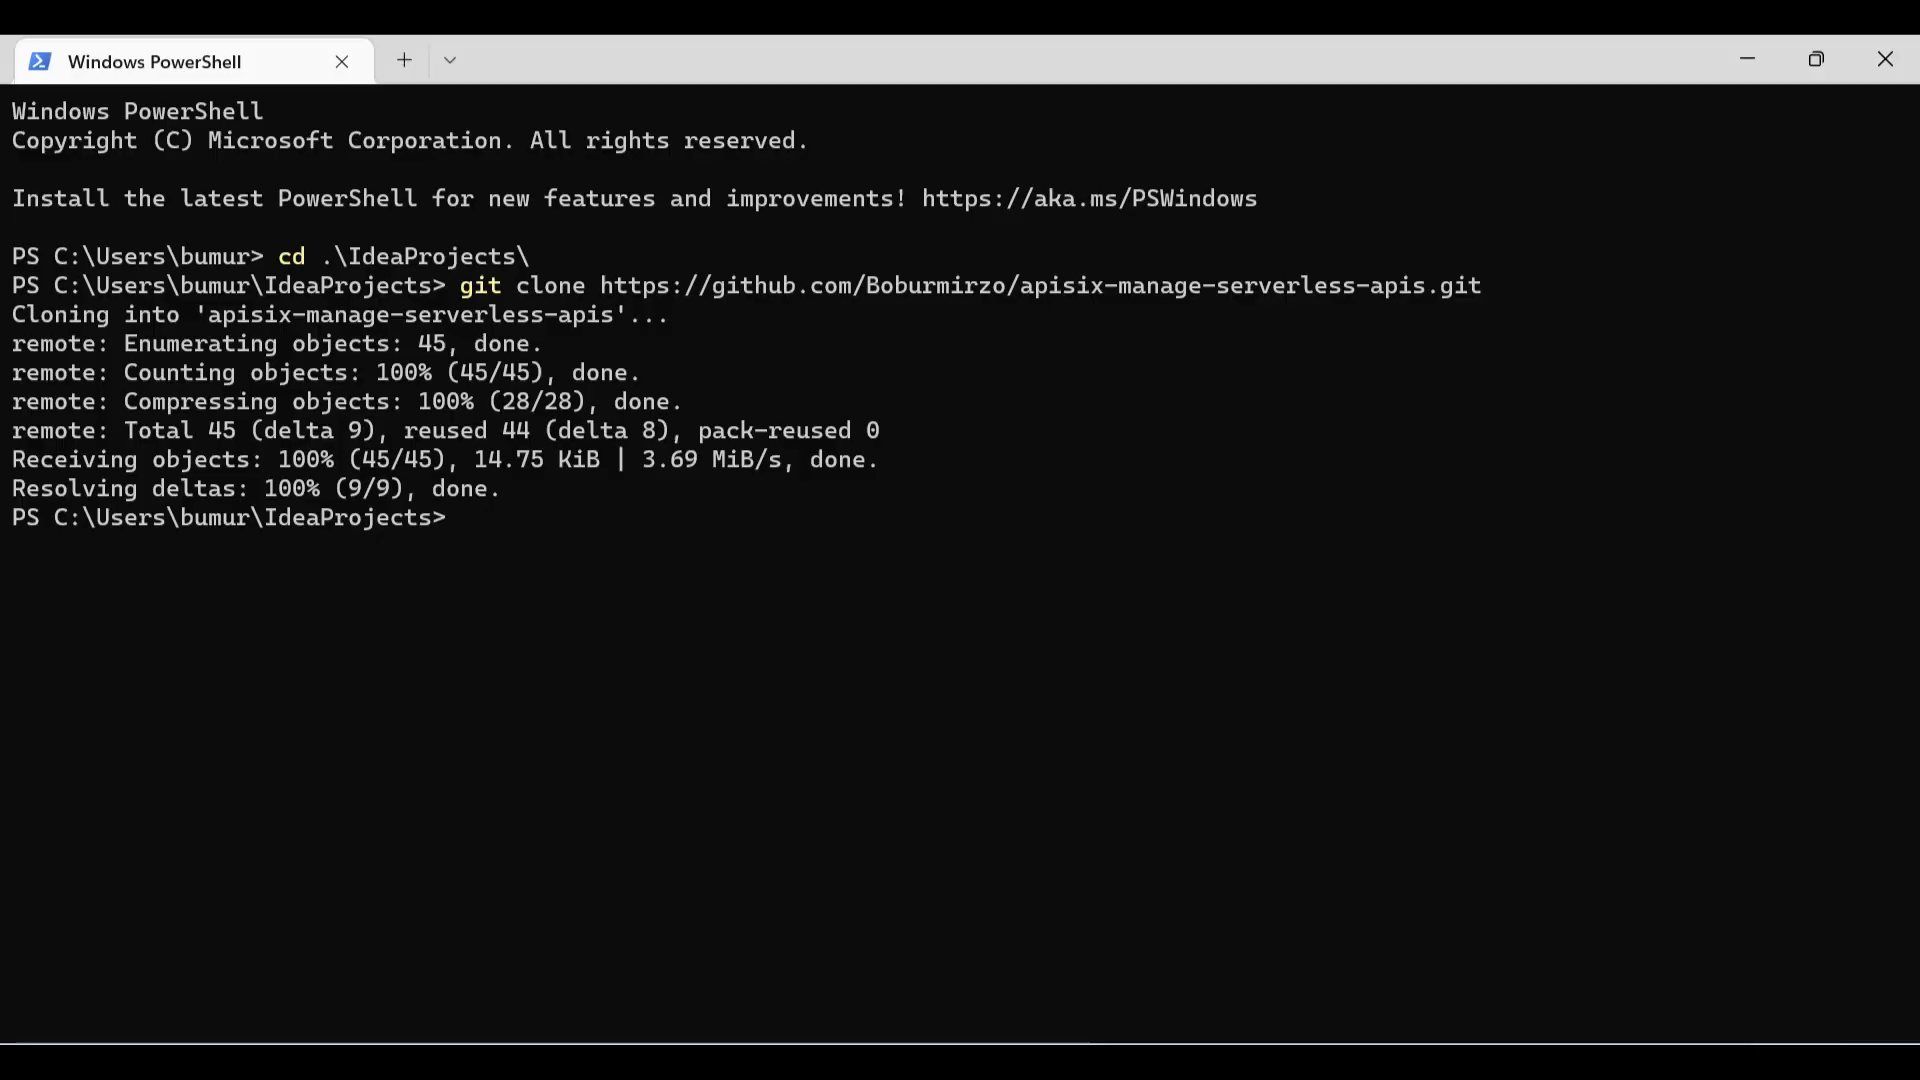 Windows PowerShell
Windows PowerShell
Copyright (C) Microsoft Corporation. All rights reserved.
Install the latest PowerShell for new features and improvements! https://aka.ms/PSWindows
PS C:\Users\bumur> cd .\IdeaProjects\
PS C:\Users\bumur\IdeaProjects> git clone https://github.com/Boburmirzo/apisix-manage-serverless-apis.git
Cloning into 'apisix-manage-serverless-apis'...
remote: Enumerating objects: 45, done.
remote: Counting objects: 100% (45/45), done.
remote: Compressing objects: 100% (28/28), done.
remote: Total 45 (delta 9), reused 44 (delta 8), pack-reused 0
Receiving objects: 100% (45/45), 14.75 KiB | 3.69 MiB/s, done.
Resolving deltas: 100% (9/9), done.
PS C:\Users\bumur\IdeaProjects>